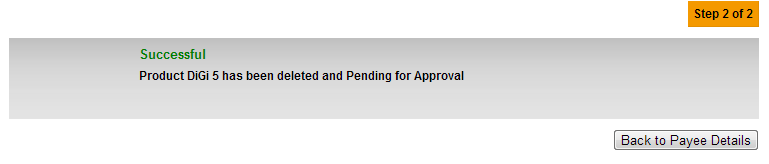 Step 2 of 2
Successful
Product DiGi 5 has been deleted and Pending for Approval
Back to Payee Details